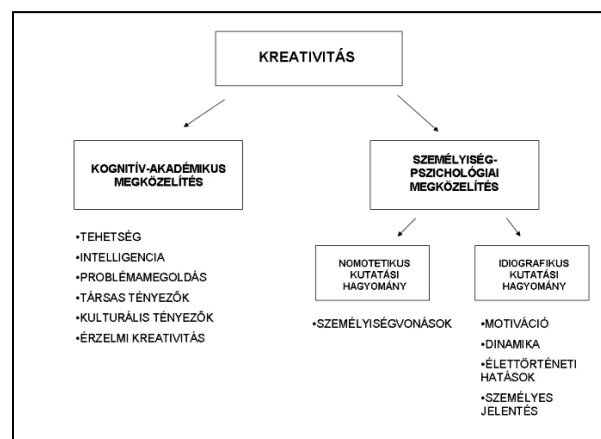 KREATIVITÁS
KOGNITÍV-AKADÉMIKUS
MEGKÖZELÍTÉS
•TEHETSÉG
•INTELLIGENCIA
•PROBLÉMAMEGOLDÁS
•TÁRSAS TÉNYEZŐK
•KULTURÁLIS TÉNYEZŐK
•ÉRZELMI KREATIVITÁS
SZEMÉLYISÉG-
PSZICHOLÓGIAI
MEGKÖZELÍTÉS
NOMOTETIKUS
KUTATÁSI
HAGYOMÁNY
•SZEMÉLYISÉGVONÁSOK
IDIOGRAFIKUS
KUTATÁSI
HAGYOMÁNY
•MOTIVÁCIÓ
•DINAMIKA
•ÉLETTÖRTÉNETI
HATÁSOK
•SZEMÉLYES
JELENTÉS